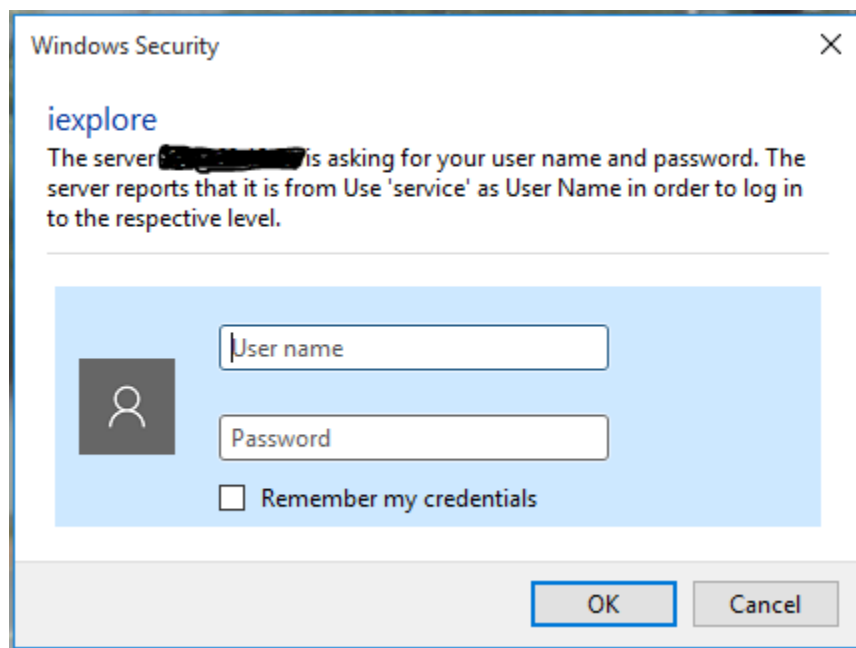 Windows Security
iexplore
The server is asking for your user name and password. The
server reports that it is from Use 'service' as User Name in order to log in
to the respective level.
User name
Password
Remember my credentials
OK
Cancel